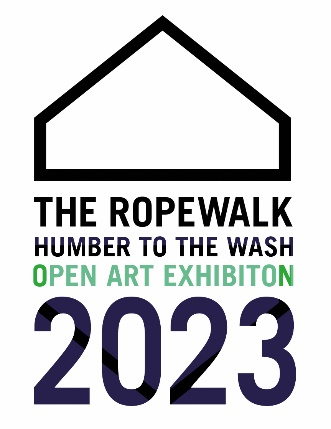 THE ROPEWALK
HUMBER TO THE WASH
OPEN ART EXHIBITON
2023